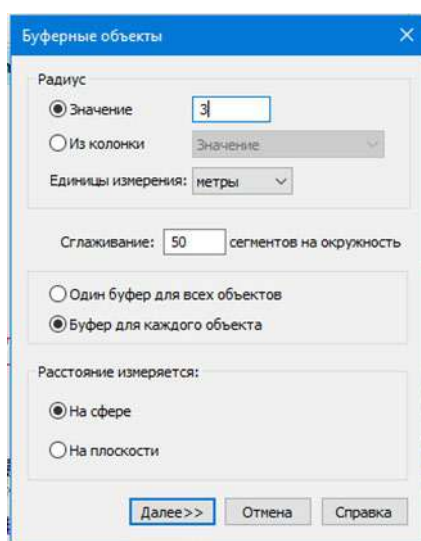 Буферные объекты
Радиус
Значение 3
Из колонки Значение
Единицы измерения: метры
Сглаживание: 50 сегментов на окружность
Один буфер для всех объектов
Буфер для каждого объекта
Расстояние измеряется:
На сфере
На плоскости
Далее>> Отмена Справка